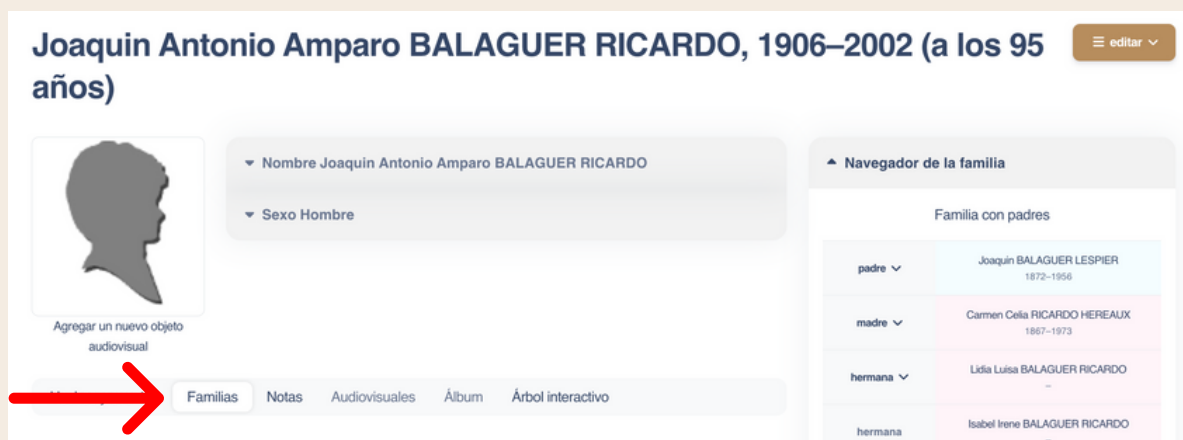 Joaquin Antonio Amparo BALAGUER RICARDO, 1906–2002 (a los 95
años)
editar
Nombre Joaquin Antonio Amparo BALAGUER RICARDO
Sexo Hombre
Agregar un nuevo objeto
audiovisual
Familias Notas Audiovisuales Álbum Árbol interactivo
Navegador de la familia
Familia con padres
padre
Joaquin BALAGUER LESPIER
1872–1956
madre
Carmen Celia RICARDO HEREAUX
1867–1973
hermana
Lidia Luisa BALAGUER RICARDO
–
hermana
Isabel Irene BALAGUER RICARDO